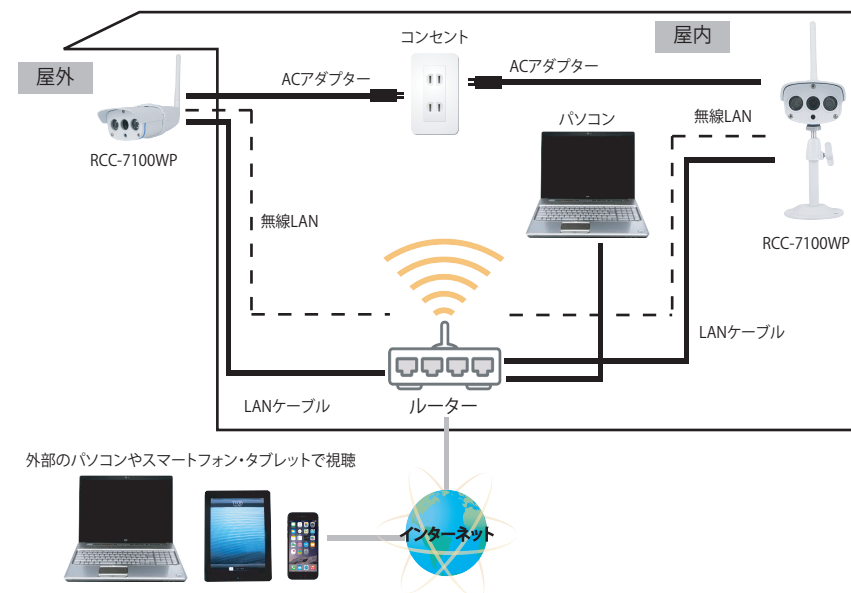 コンセント
屋内
屋外
ACアダプター
ACアダプター
パソコン
無線LAN
RCC-7100WP
無線LAN
RCC-7100WP
LANケーブル
LANケーブル
ルーター
外部のパソコンやスマートフォン・タブレットで視聴
インターネット